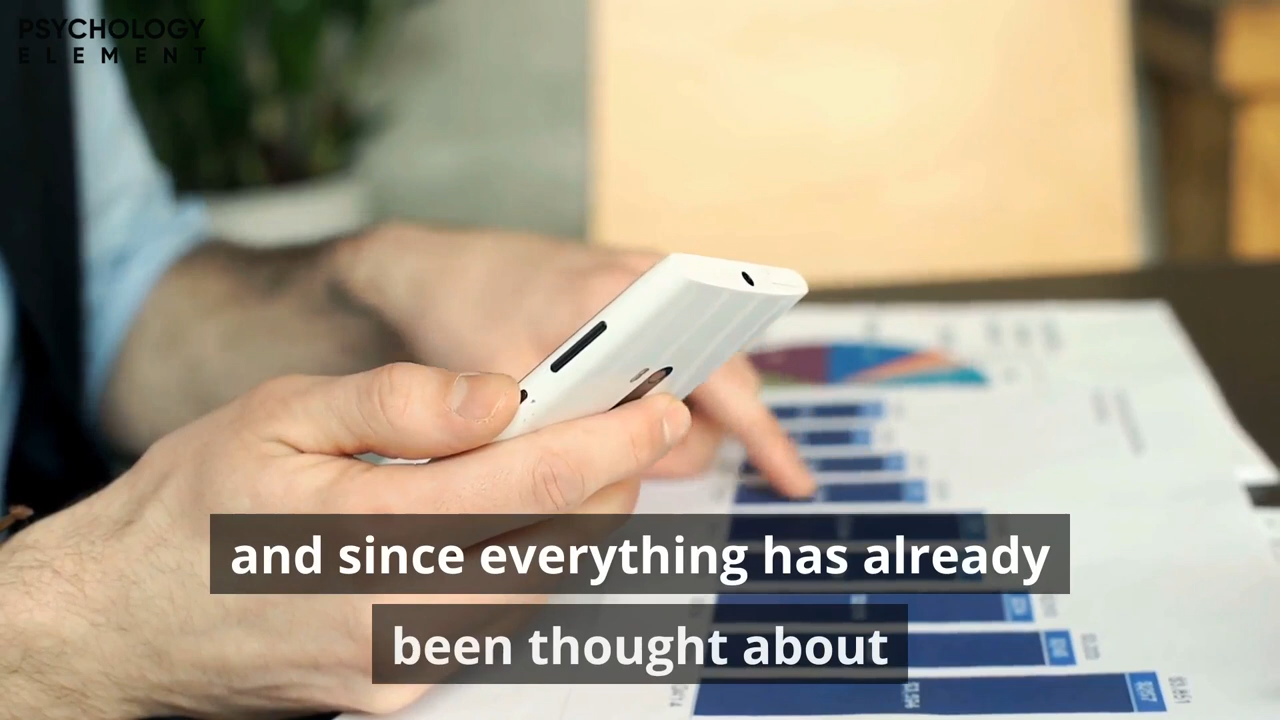 PSYCHOLOGY
ELEMENT
and since everything has already
been thought about